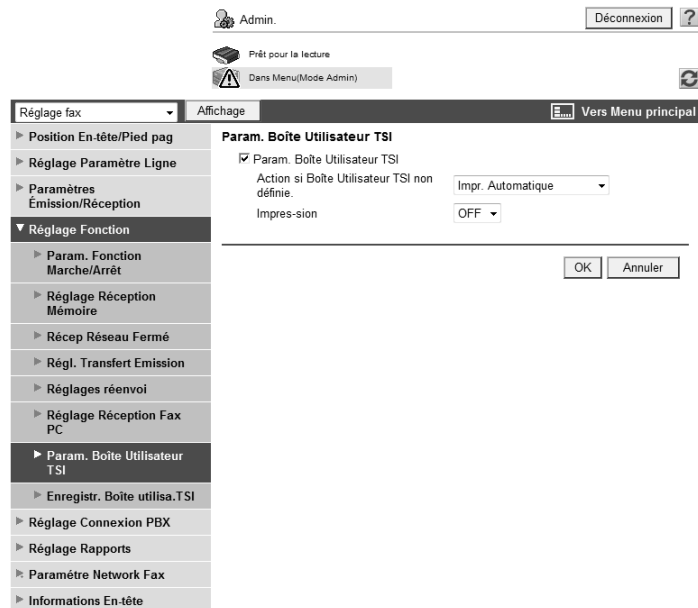 Admin.
Déconnexion
?
Prêt pour la lecture
Dans Menu(Mode Admin)
Réglage fax
Affichage
Vers Menu principal
Position En-tête/Pied pag
Réglage Paramètre Ligne
Paramètres
Émission/Réception
Réglage Fonction
Param. Fonction
Marche/Arrêt
Réglage Réception
Mémoire
Récep Réseau Fermé
Régl. Transfert Emission
Réglages réenvoi
Réglage Réception Fax
PC
Param. Boîte Utilisateur
TSI
Enregistr. Boîte utilisa.TSI
Réglage Connexion PBX
Réglage Rapports
Paramétre Network Fax
Informations En-tête
Param. Boîte Utilisateur TSI
Param. Boîte Utilisateur TSI
Action si Boîte Utilisateur TSI non
définie.
Impr. Automatique
Impres-sion
OFF
OK
Annuler